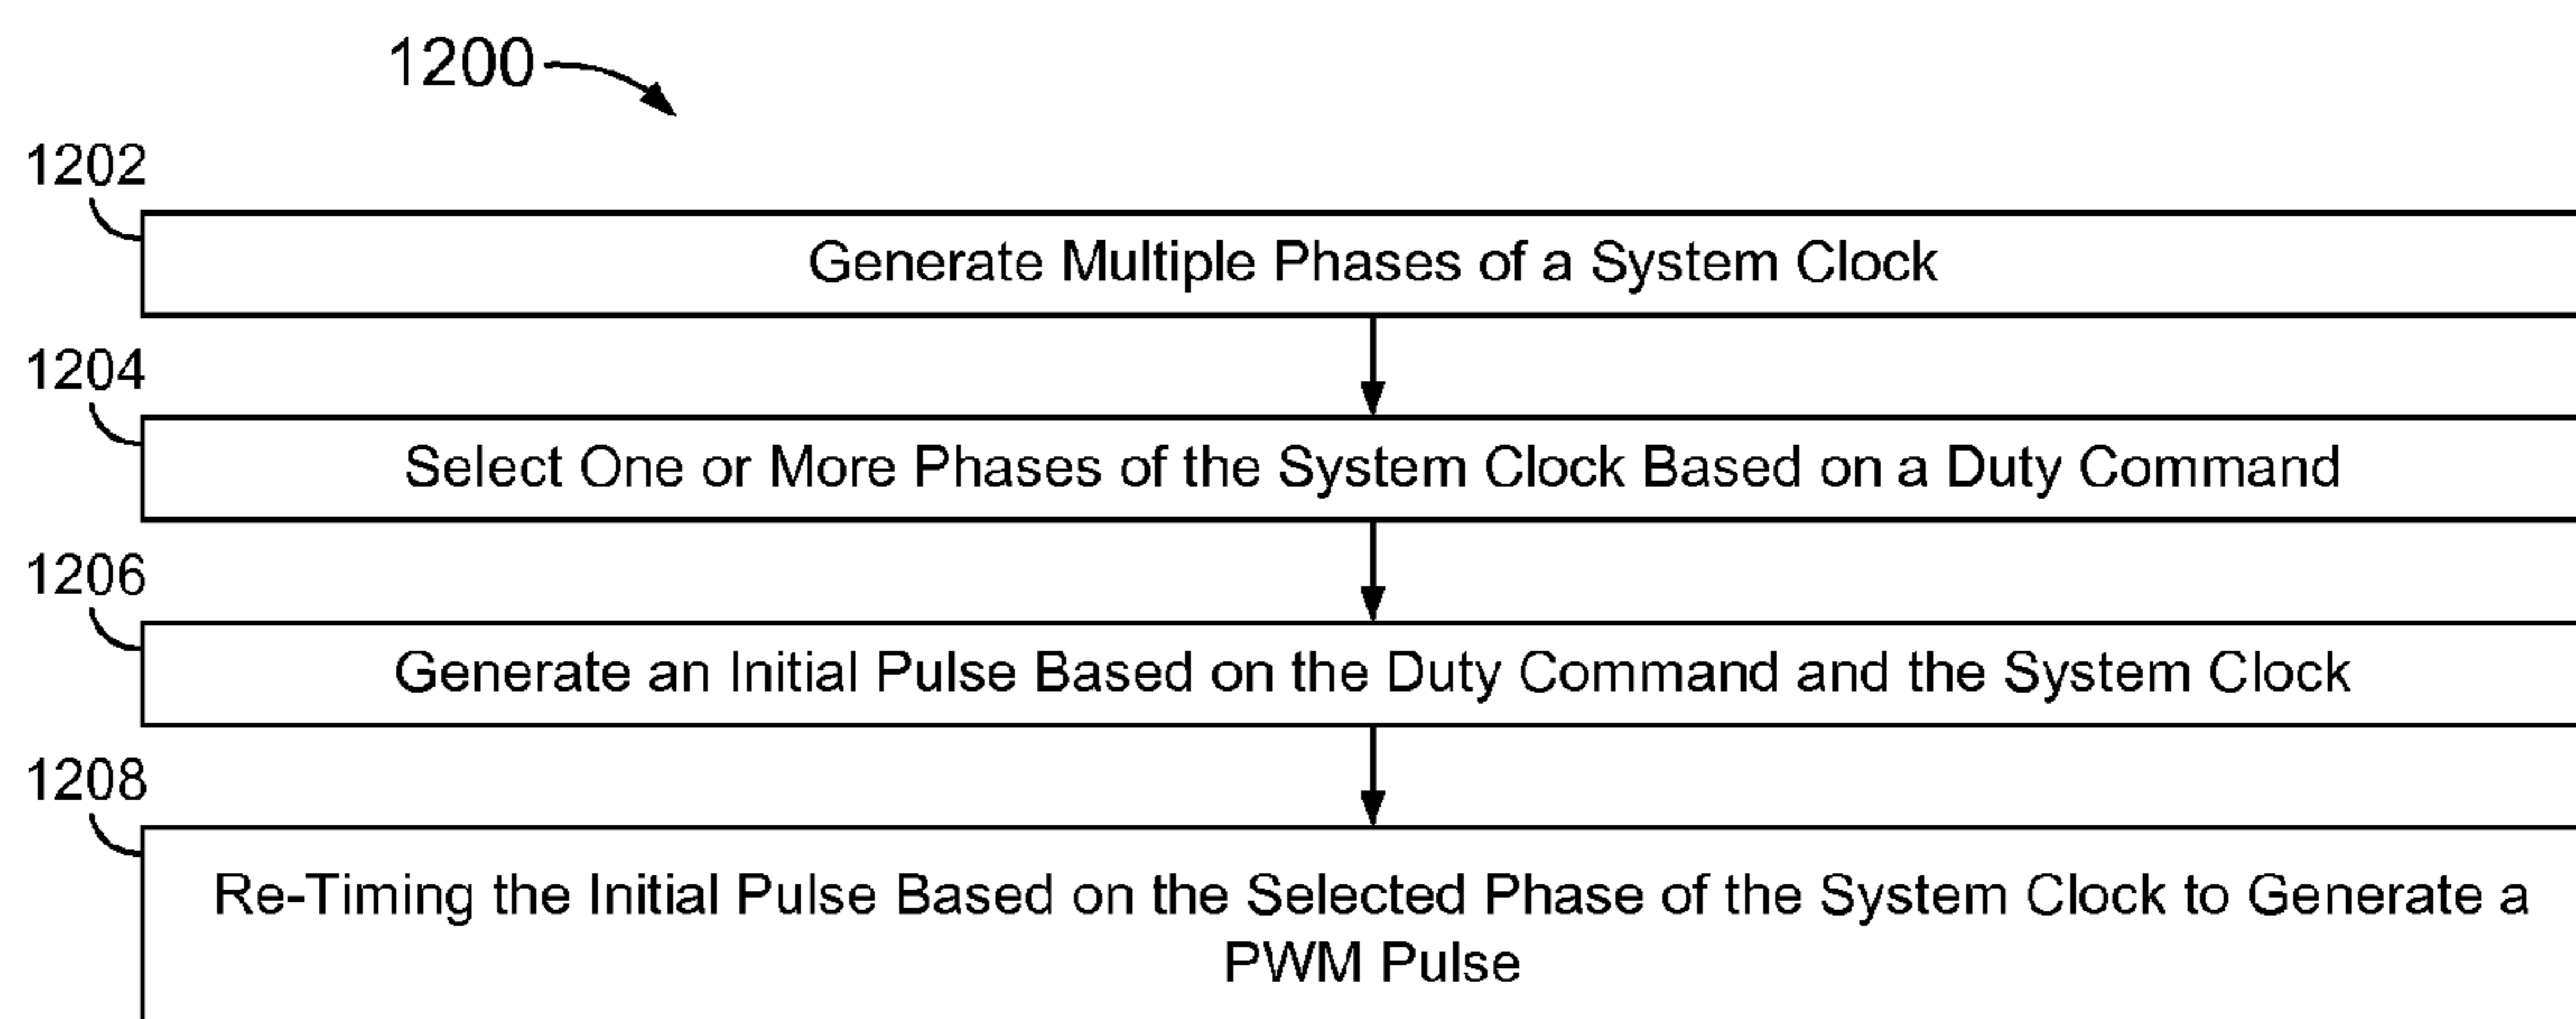 1200
1202
Generate Multiple Phases of a System Clock
1204
Select One or More Phases of the System Clock Based on a Duty Command
1206
Generate an Initial Pulse Based on the Duty Command and the System Clock
1208
Re-Timing the Initial Pulse Based on the Selected Phase of the System Clock to Generate a
PWM Pulse